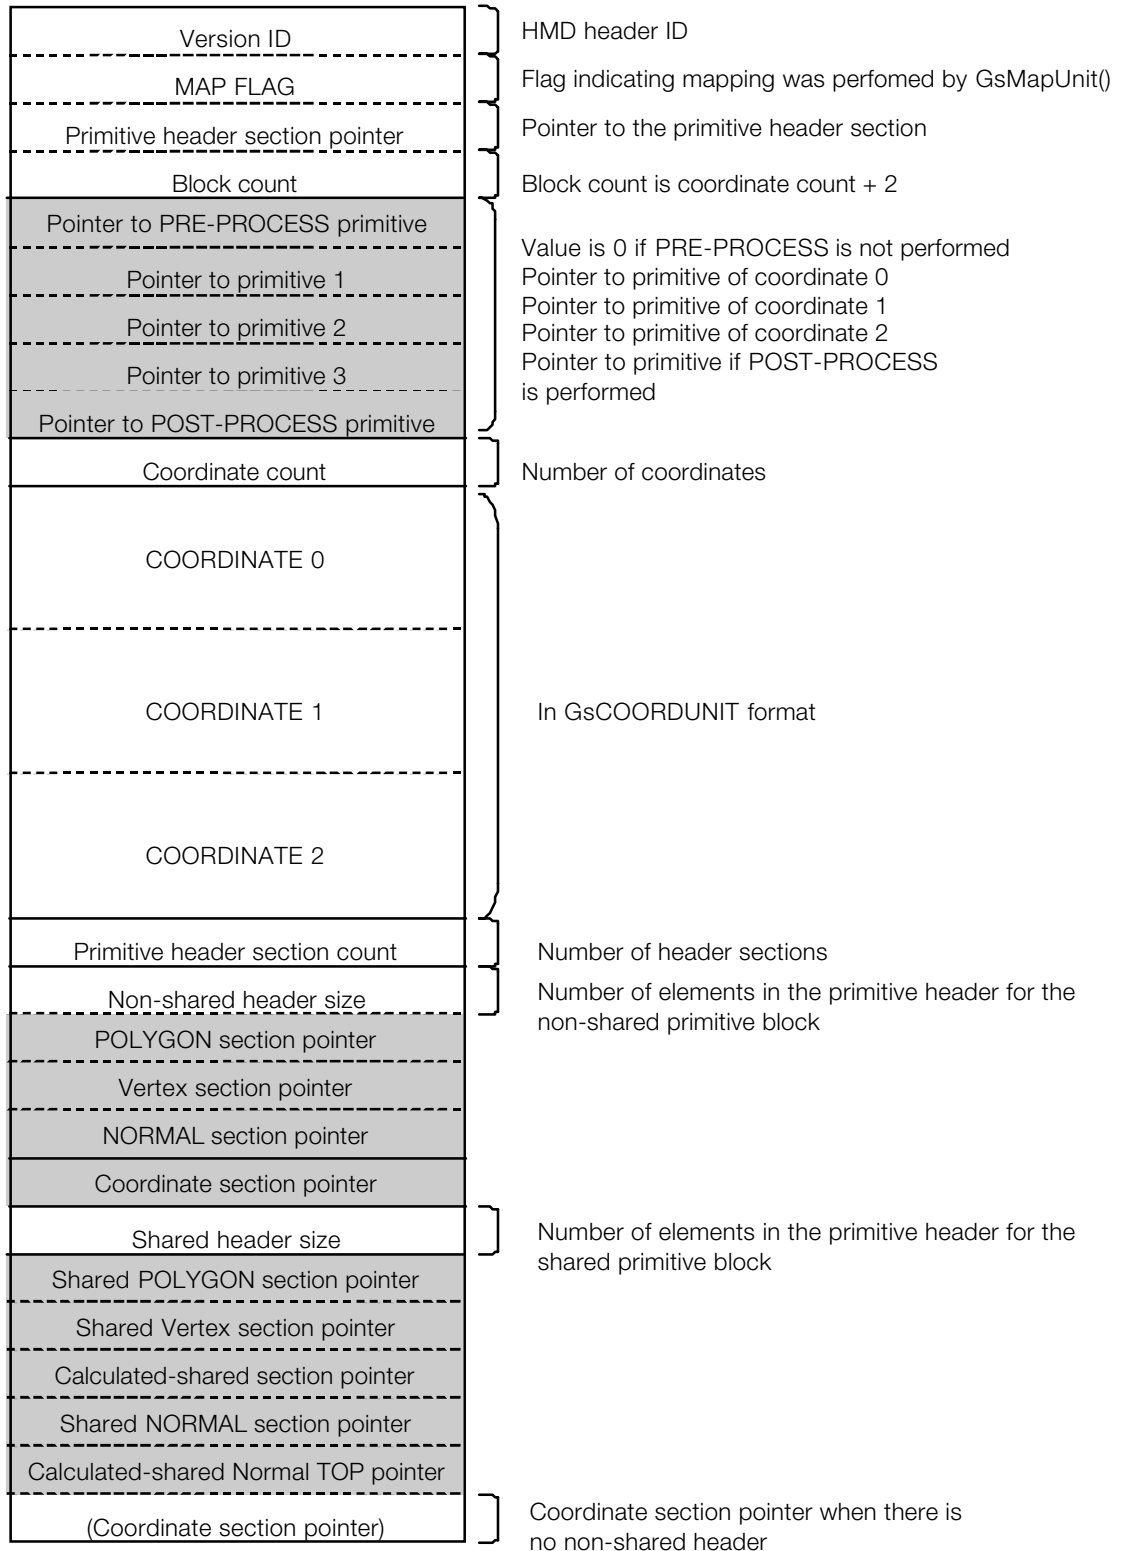 Version ID
HMD header ID
MAP FLAG
Flag indicating mapping was perfomed by GsMapUnit()
Primitive header section pointer
Pointer to the primitive header section
Block count
Block count is coordinate count + 2
Pointer to PRE-PROCESS primitive
Pointer to primitive 1
Pointer to primitive 2
Pointer to primitive 3
Pointer to POST-PROCESS primitive
Value is 0 if PRE-PROCESS is not performed
Pointer to primitive of coordinate 0
Pointer to primitive of coordinate 1
Pointer to primitive of coordinate 2
Pointer to primitive if POST-PROCESS
is performed
Coordinate count
Number of coordinates
COORDINATE 0
COORDINATE 1
In GsCOORDUNIT format
COORDINATE 2
Primitive header section count
Number of header sections
Non-shared header size
Number of elements in the primitive header for the
non-shared primitive block
POLYGON section pointer
Vertex section pointer
NORMAL section pointer
Coordinate section pointer
Shared header size
Number of elements in the primitive header for the
shared primitive block
Shared POLYGON section pointer
Shared Vertex section pointer
Calculated-shared section pointer
Shared NORMAL section pointer
Calculated-shared Normal TOP pointer
(Coordinate section pointer)
Coordinate section pointer when there is
no non-shared header